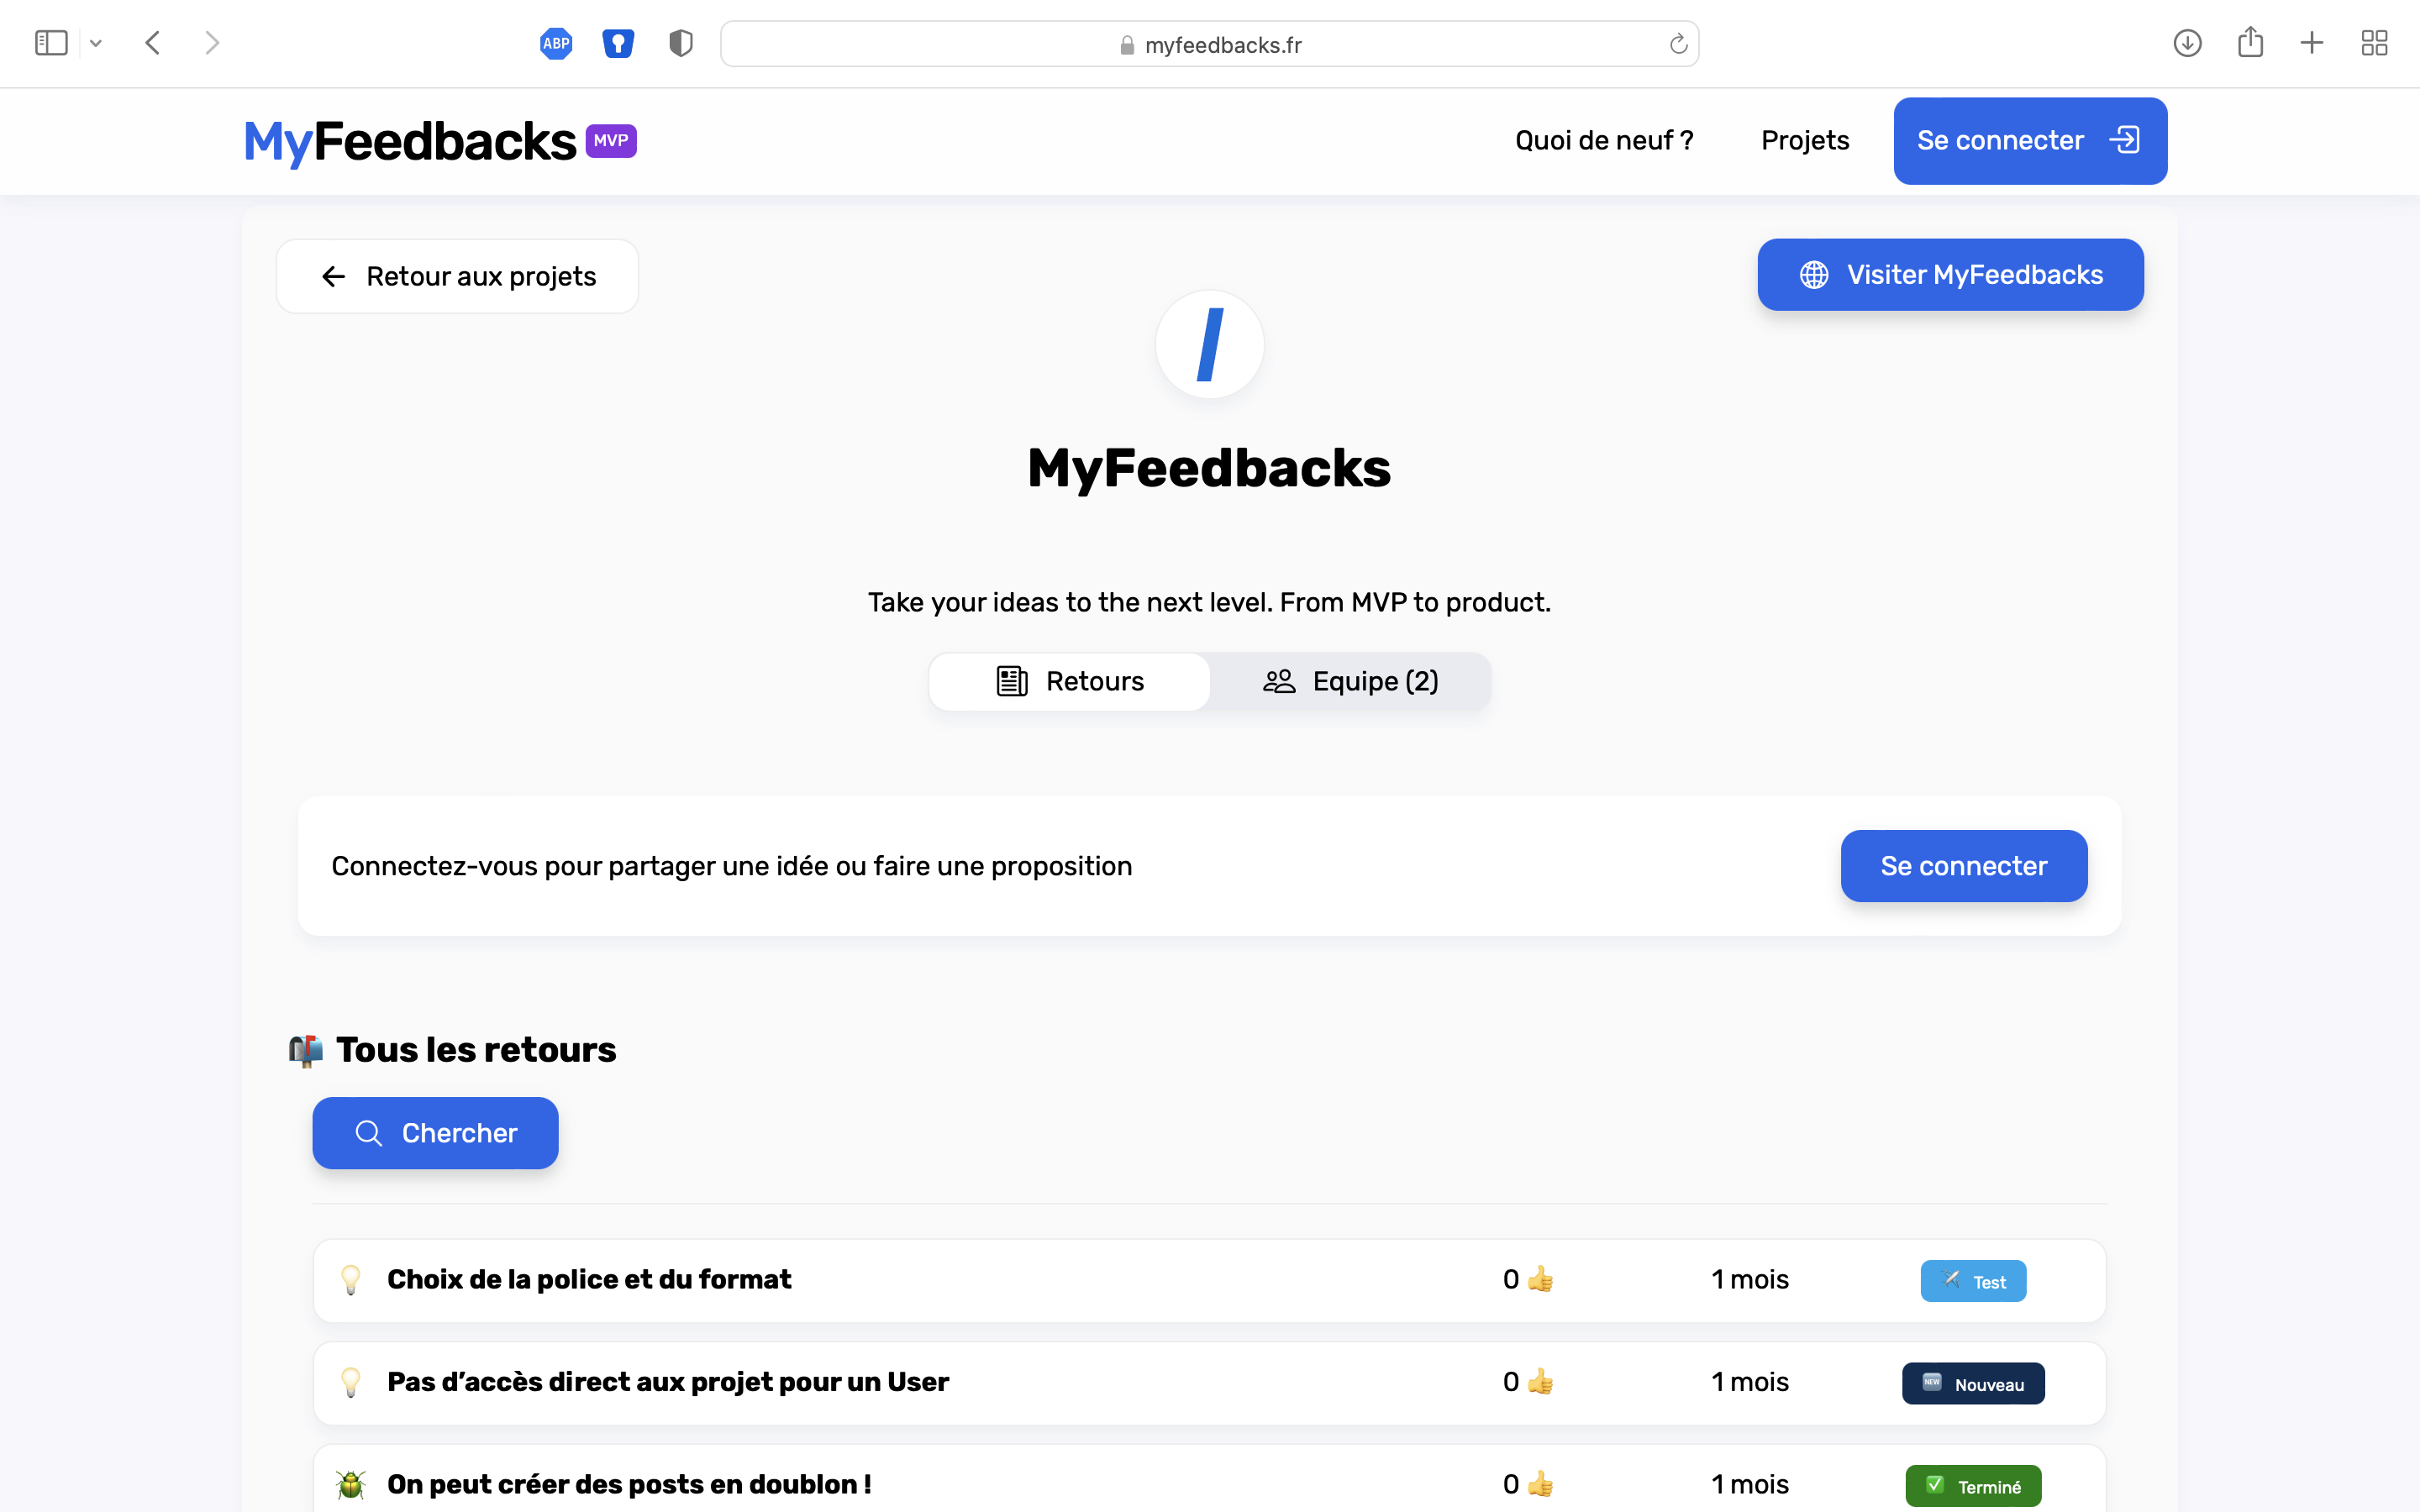 ABP
myfeedbacks.fr
MyFeedbacks MVP
Quoi de neuf ?
Projets
Se connecter
Retour aux projets
Visiter MyFeedbacks
MyFeedbacks
Take your ideas to the next level. From MVP to product.
Retours
Equipe (2)
Connectez-vous pour partager une idée ou faire une proposition
Se connecter
Tous les retours
Chercher
Choix de la police et du format 0 1 mois Test
Pas d’accès direct aux projet pour un User 0 1 mois NEW Nouveau
On peut créer des posts en doublon ! 0 1 mois Terminé